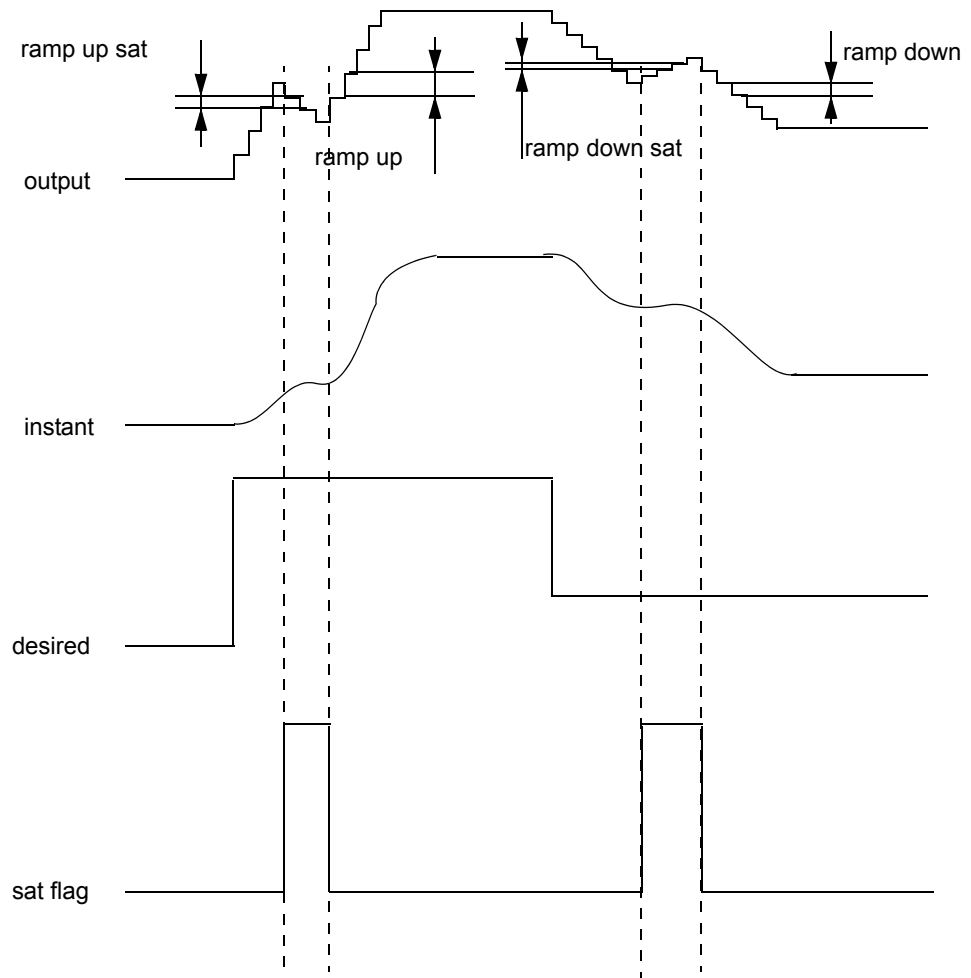 ramp up sat
ramp down
ramp down sat
ramp up
output
instant
desired
sat flag